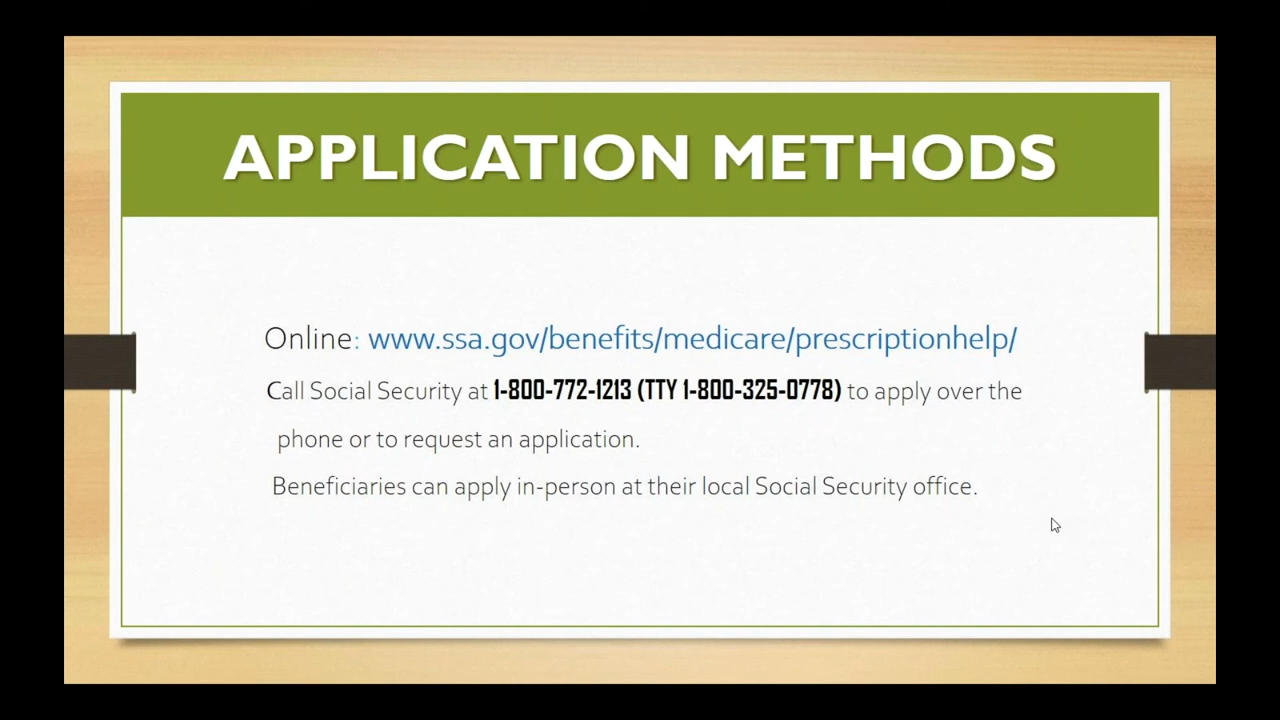 APPLICATION METHODS
Online: www.ssa.gov/benefits/medicare/prescriptionhelp/
Call Social Security at 1-800-772-1213 (TTY 1-800-325-0778) to apply over the
phone or to request an application.
Beneficiaries can apply in-person at their local Social Security office.